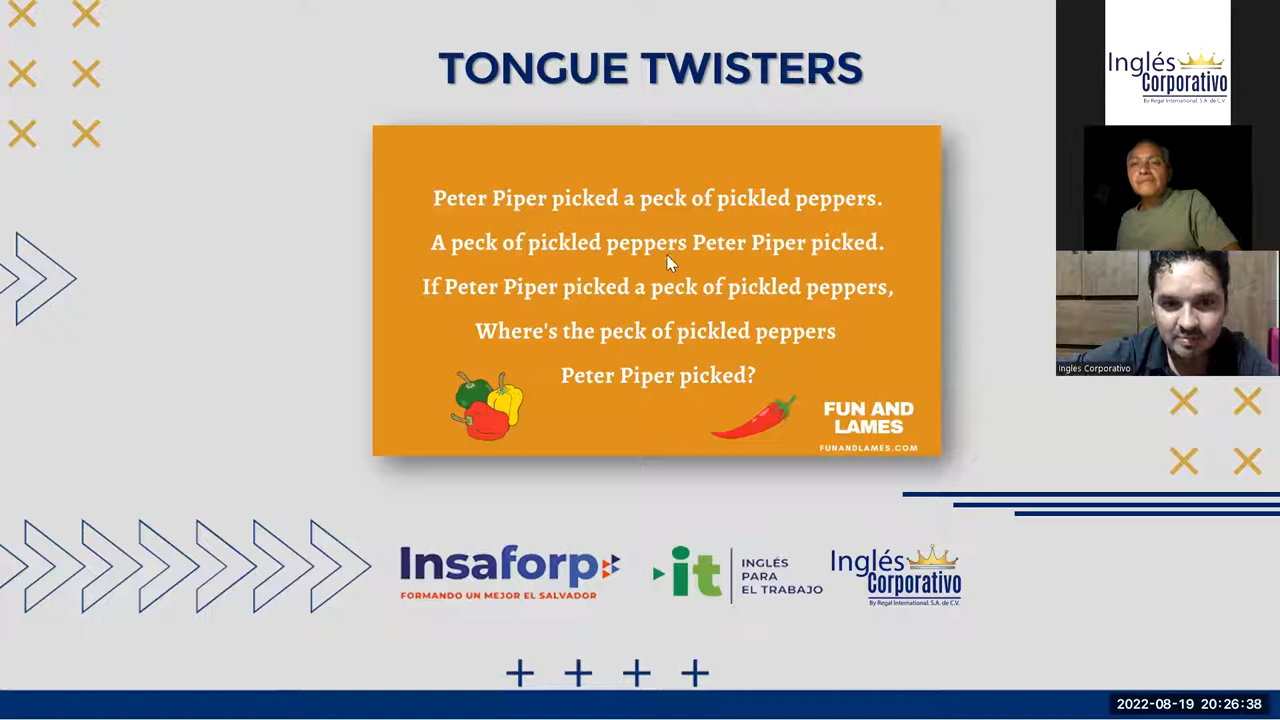 TONGUE TWISTERS
Peter Piper picked a peck of pickled peppers.
A peck of pickled peppers Peter Piper picked.
If Peter Piper picked a peck of pickled peppers,
Where's the peck of pickled peppers
Peter Piper picked?
FUN AND
LAMES
FUNANDLAMES.COM
Insaforp
FORMANDO UN MEJOR EL SALVADOR
it
INGLÉS
PARA
EL TRABAJO
Inglés
Corporativo
By Regal International, S.A. de C.V.
Inglés
Corporativo
By Regal International, S.A. de C.V.
Inglés Corporativo
2022-08-19 20:26:38